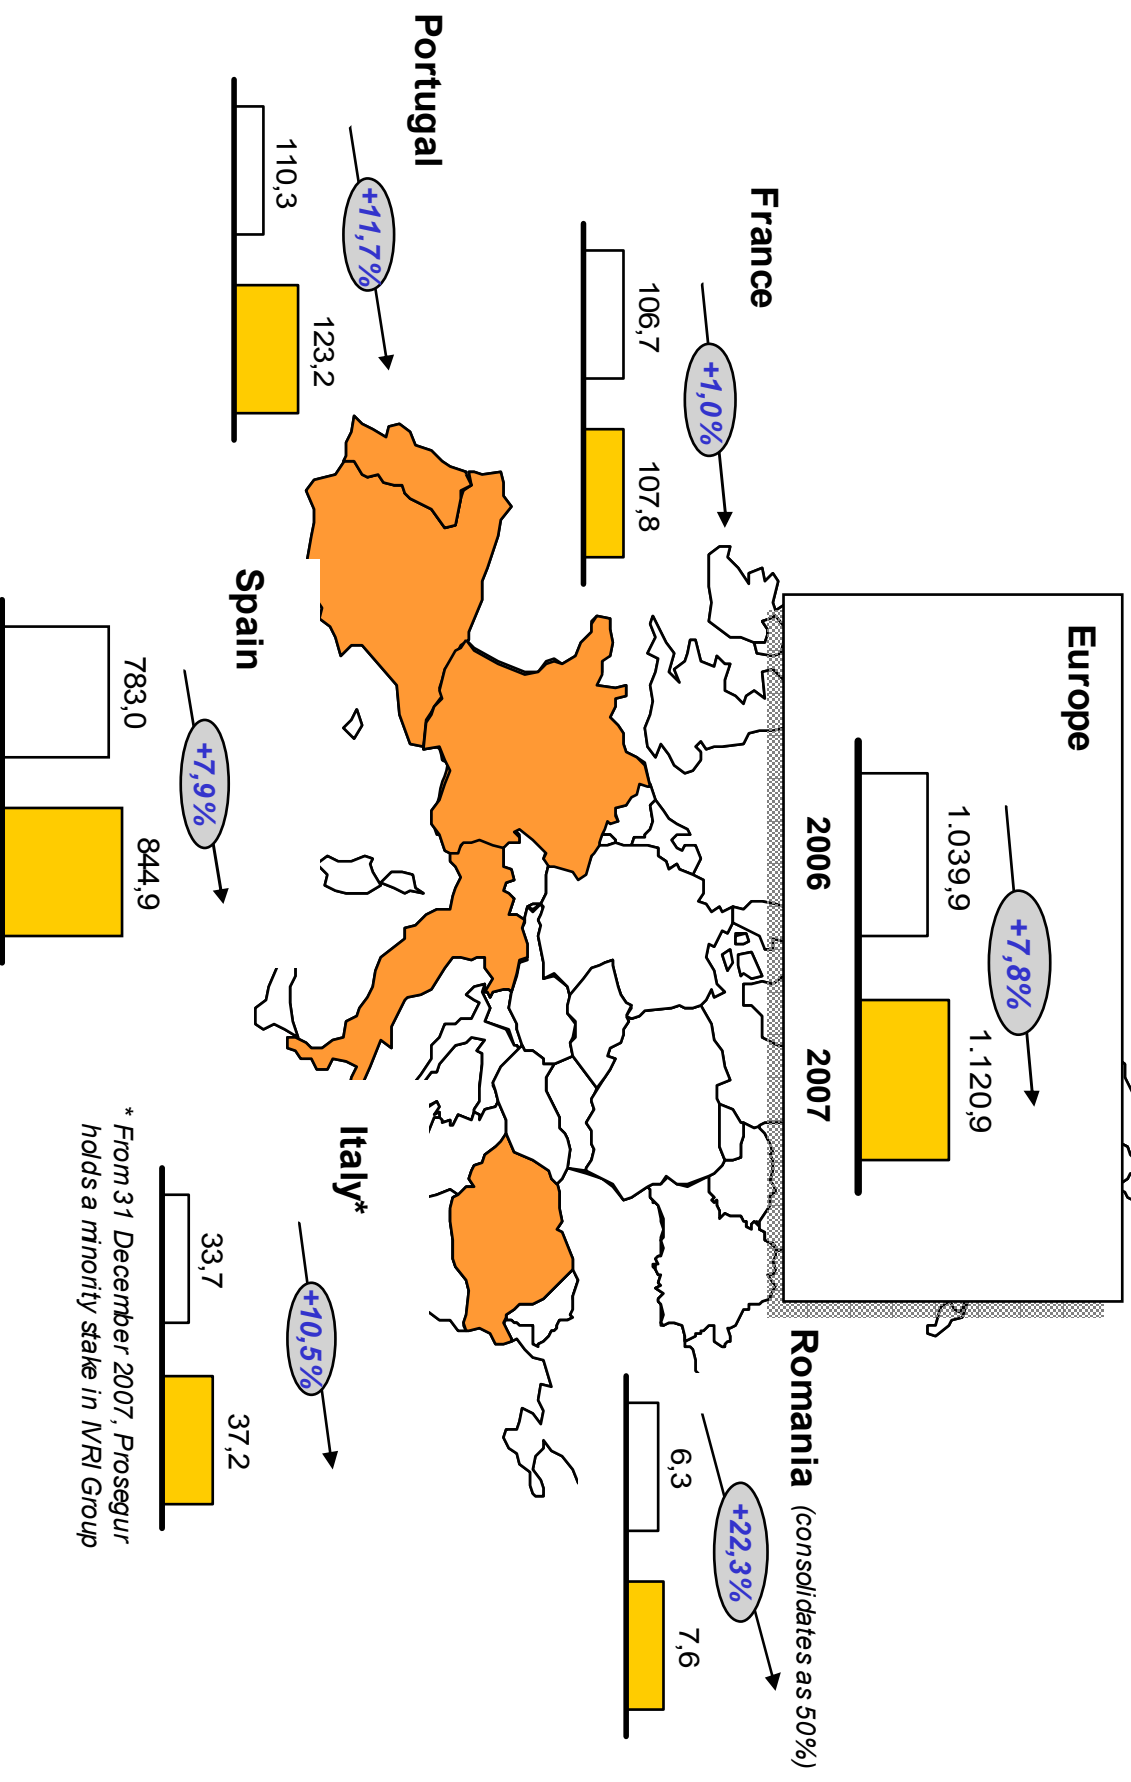 Europe
+7,8%
1.039,9
1.120,9
2006
2007
Romania (consolidates as 50%)
+22,3%
6,3
7,6
France
+1,0%
106,7
107,8
Portugal
+11,7%
110,3
123,2
Spain
+7,9%
783,0
844,9
Italy*
+10,5%
33,7
37,2
* From 31 December 2007, Prosegur
holds a minority stake in IVRI Group